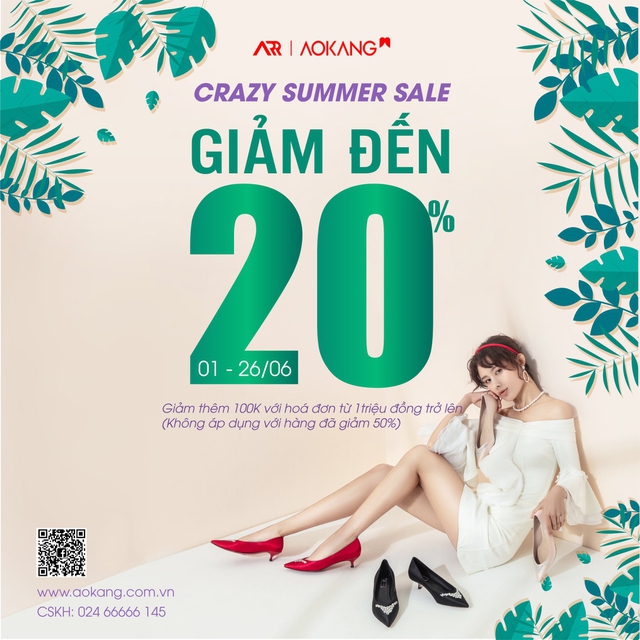 AR | AOKANG
CRAZY SUMMER SALE
GIẢM ĐẾN
20%
01 - 26/06
Giảm thêm 100K với hoá đơn từ 1triệu đồng trở lên
(Không áp dụng với hàng đã giảm 50%)
www.aokang.com.vn
CSKH: 024 66666 145